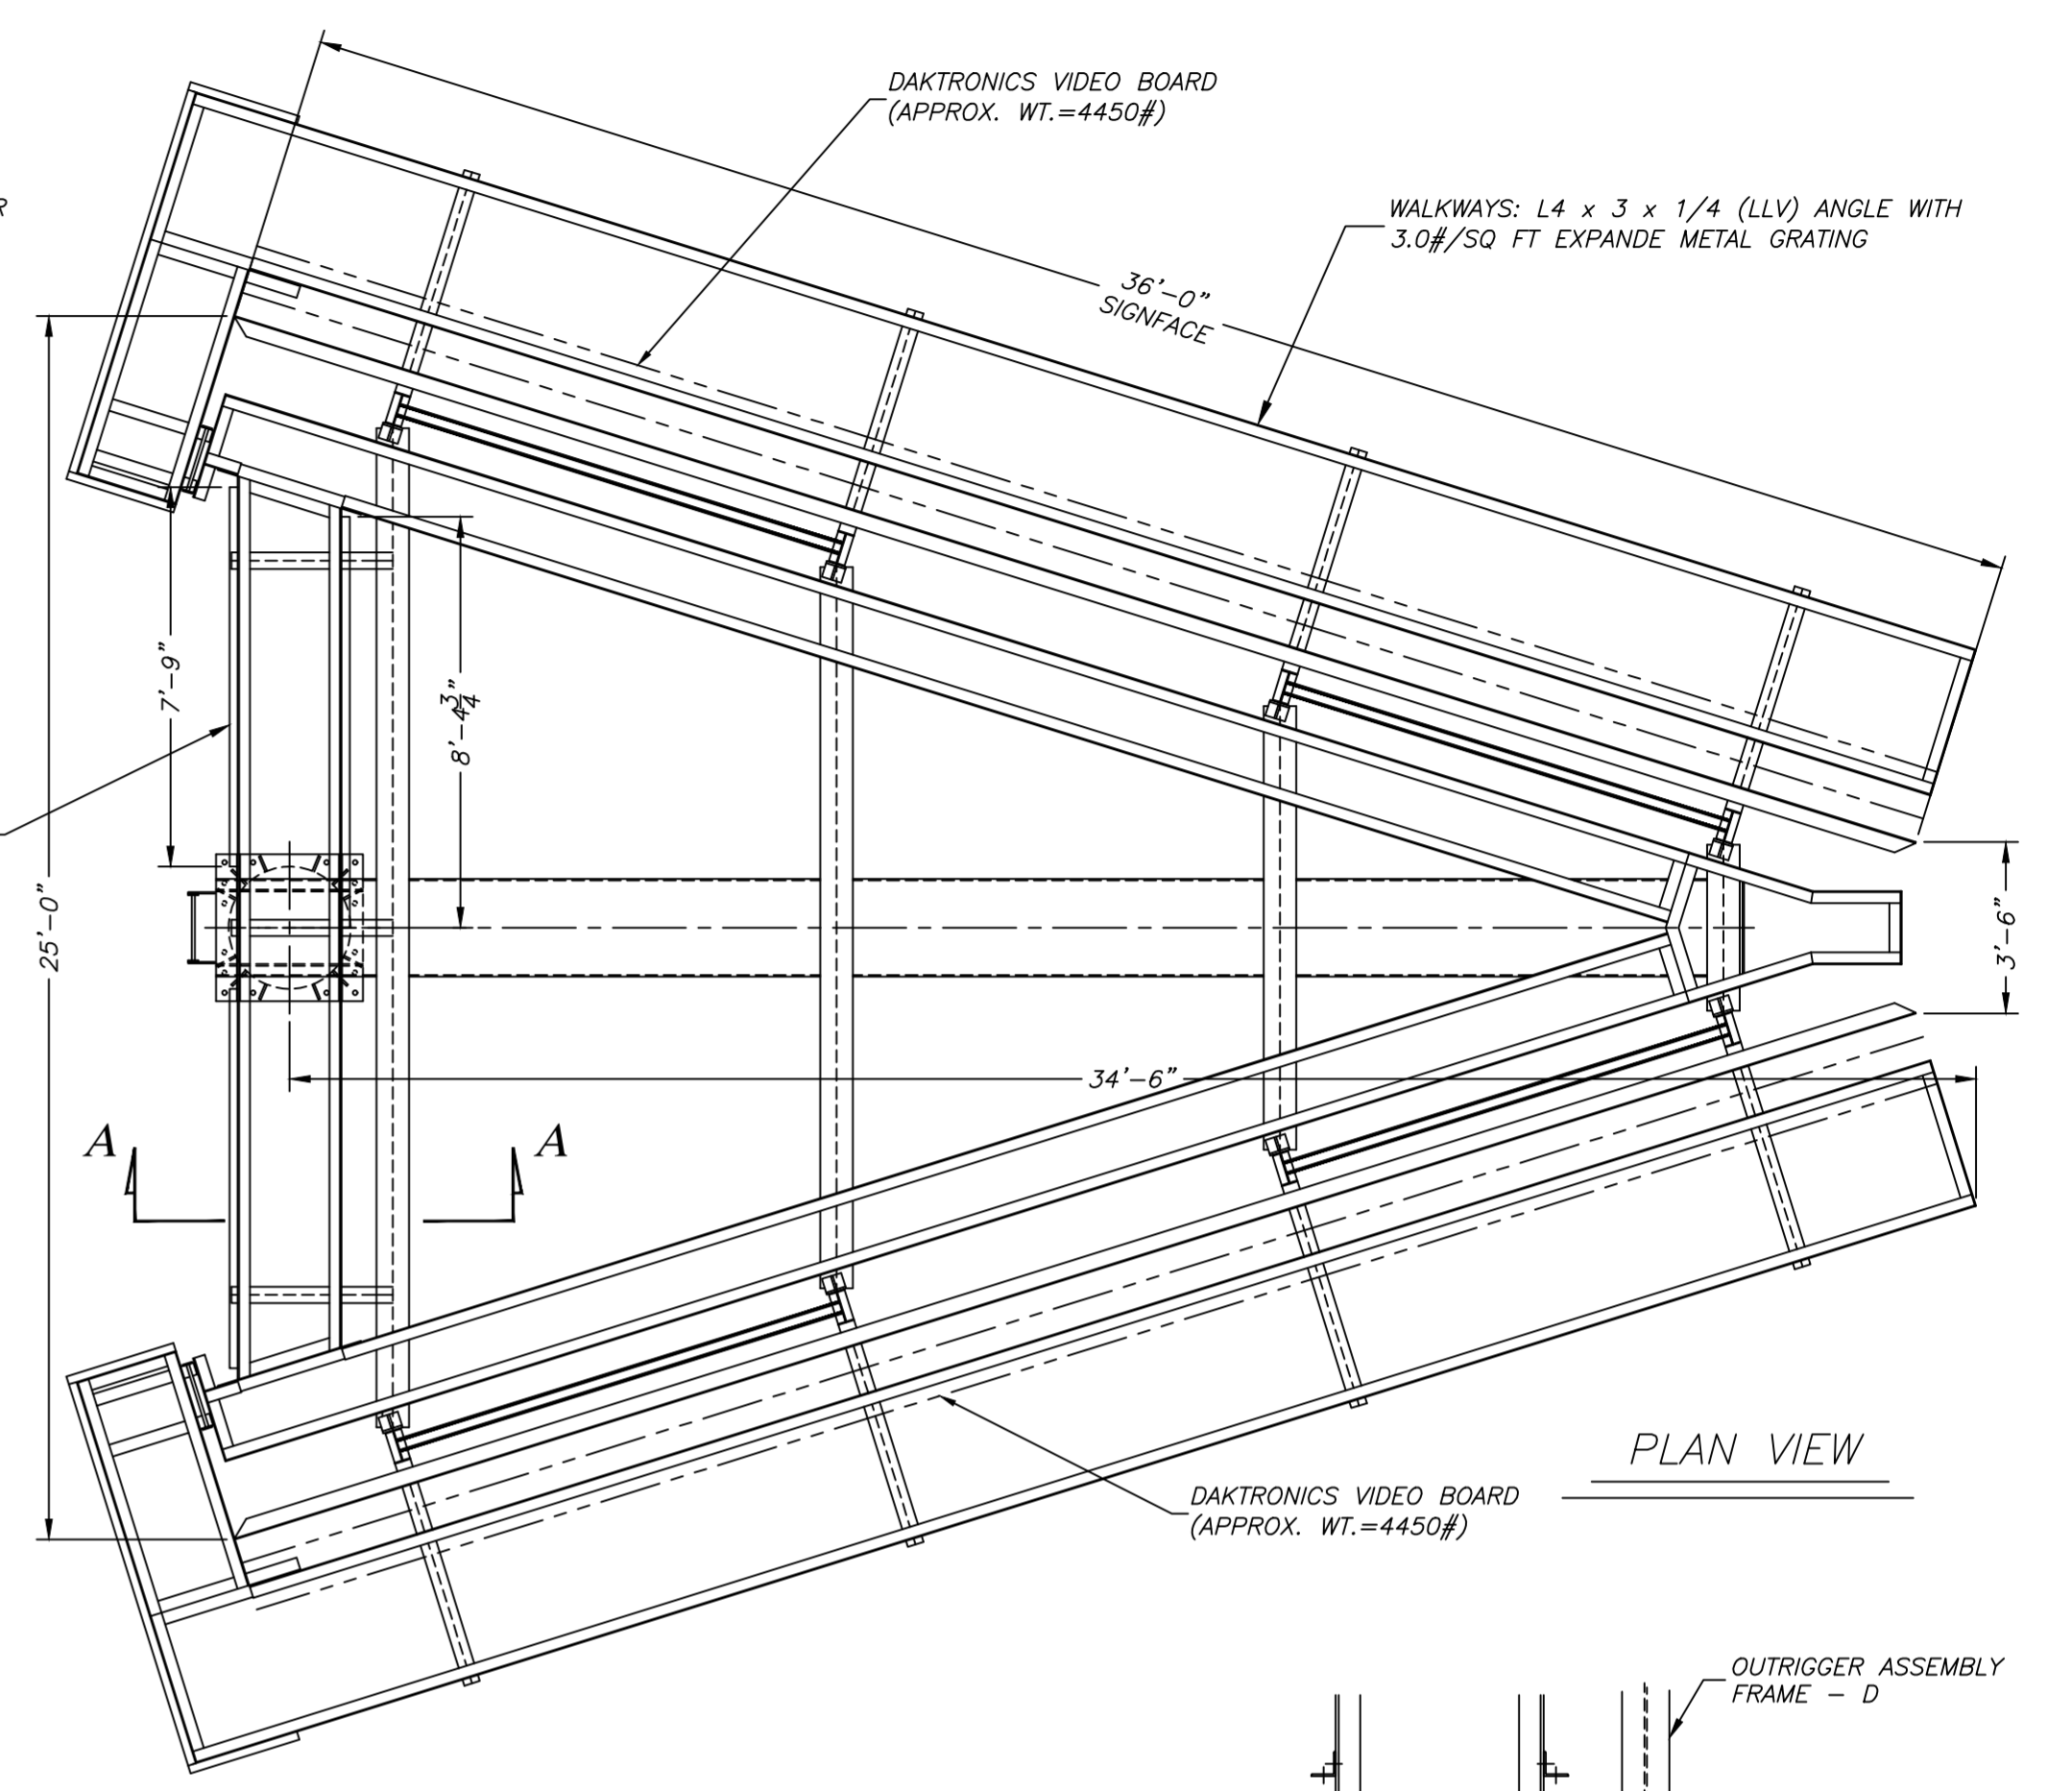 DAKTRONICS VIDEO BOARD
(APPROX. WT.=4450#)
R
WALKWAYS: L4 x 3 x 1/4 (LLV) ANGLE WITH
3.0#/SQ FT EXPANDE METAL GRATING
36'-0"
SIGNFACE
7'-9"
8'-4 3/4"
25'-0"
3'-6"
34'-6"
A A
PLAN VIEW
DAKTRONICS VIDEO BOARD
(APPROX. WT.=4450#)
OUTRIGGER ASSEMBLY
FRAME - D